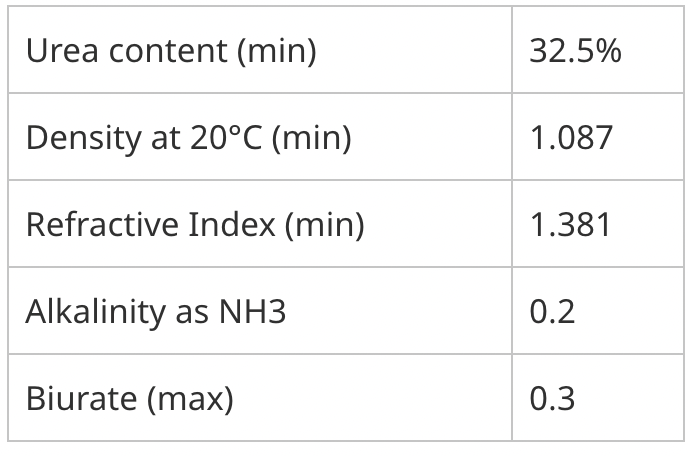 Urea content (min) 32.5%
Density at 20°C (min) 1.087
Refractive Index (min) 1.381
Alkalinity as NH3 0.2
Biurate (max) 0.3